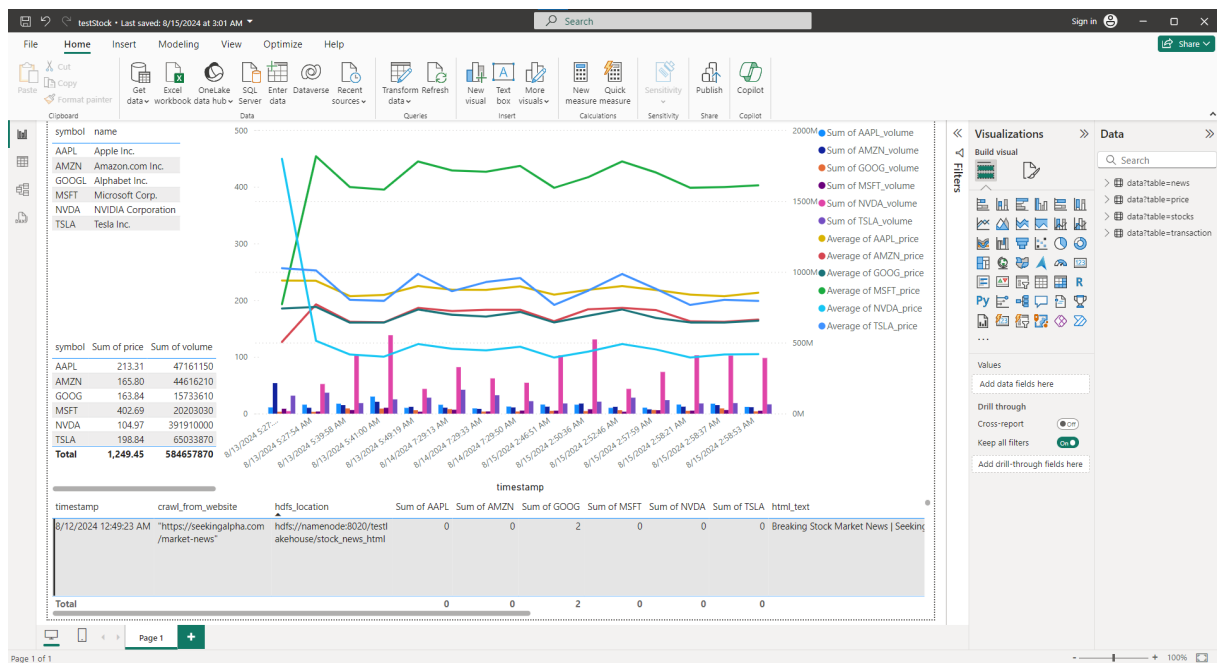 testStock • Last saved: 8/15/2024 at 3:01 AM
Search
Sign in
File Home Insert Modeling View Optimize Help
Share
Paste
Cut
Copy
Format painter
Get data
Excel workbook
OneLake data hub
SQL Server
Enter data
Dataverse
Recent sources
Transform data
Refresh
New visual
Text box
More visuals
New measure
Quick measure
Sensitivity
Publish
Copilot
Clipboard Data Queries Insert Calculations Sensitivity Share Copilot
symbol name
AAPL Apple Inc.
AMZN Amazon.com Inc.
GOOGL Alphabet Inc.
MSFT Microsoft Corp.
NVDA NVIDIA Corporation
TSLA Tesla Inc.
symbol Sum of price Sum of volume
AAPL 213.31 47161150
AMZN 165.80 44616210
GOOG 163.84 15733610
MSFT 402.69 20203030
NVDA 104.97 391910000
TSLA 198.84 65033870
Total 1,249.45 584657870
500
400
300
200
100
0
2000M
1500M
1000M
500M
0M
8/13/2024 5:27:...
8/13/2024 5:27:54 AM
8/13/2024 5:39:58 AM
8/13/2024 5:41:00 AM
8/13/2024 5:49:19 AM
8/14/2024 7:29:13 AM
8/14/2024 7:29:33 AM
8/14/2024 7:29:50 AM
8/15/2024 2:46:51 AM
8/15/2024 2:50:36 AM
8/15/2024 2:52:46 AM
8/15/2024 2:57:59 AM
8/15/2024 2:58:21 AM
8/15/2024 2:58:37 AM
8/15/2024 2:58:53 AM
timestamp
Sum of AAPL_volume
Sum of AMZN_volume
Sum of GOOG_volume
Sum of MSFT_volume
Sum of NVDA_volume
Sum of TSLA_volume
Average of AAPL_price
Average of AMZN_price
Average of GOOG_price
Average of MSFT_price
Average of NVDA_price
Average of TSLA_price
timestamp crawl_from_website hdfs_location Sum of AAPL Sum of AMZN Sum of GOOG Sum of MSFT Sum of NVDA Sum of TSLA html_text
8/12/2024 12:49:23 AM "https://seekingalpha.com hdfs://namenode:8020/testl 0 0 2 0 0 0 Breaking Stock Market News | Seeking
/market-news" akehouse/stock_news_html
Total 0 0 2 0 0 0
Filters
Visualizations
Build visual
R
Py
123
...
Values
Add data fields here
Drill through
Cross-report Off
Keep all filters On
Add drill-through fields here
Data
Search
data?table=news
data?table=price
data?table=stocks
data?table=transaction
Page 1
Page 1 of 1
100%